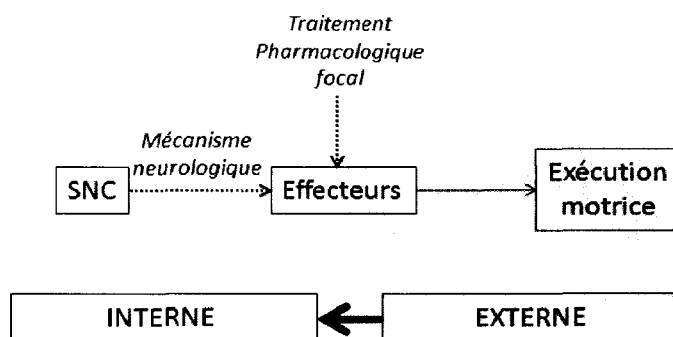 Traitement
Pharmacologique
focal
Mécanisme
neurologique
SNC
Effecteurs
Exécution
motrice
INTERNE
EXTERNE